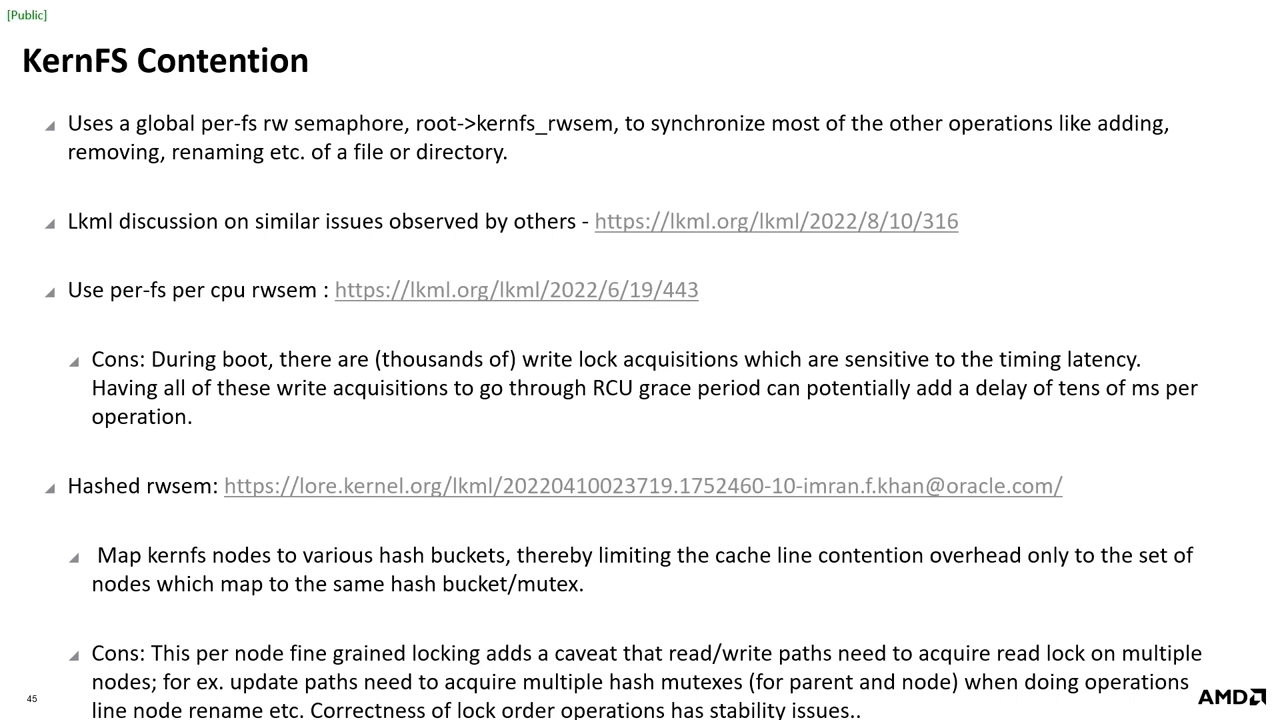 [Public]
KernFS Contention
Uses a global per-fs rw semaphore, root->kernfs_rwsem, to synchronize most of the other operations like adding,
removing, renaming etc. of a file or directory.
Lkml discussion on similar issues observed by others - https://lkml.org/lkml/2022/8/10/316
Use per-fs per cpu rwsem : https://lkml.org/lkml/2022/6/19/443
Cons: During boot, there are (thousands of) write lock acquisitions which are sensitive to the timing latency.
Having all of these write acquisitions to go through RCU grace period can potentially add a delay of tens of ms per
operation.
Hashed rwsem: https://lore.kernel.org/lkml/20220410023719.1752460-10-imran.f.khan@oracle.com/
Map kernfs nodes to various hash buckets, thereby limiting the cache line contention overhead only to the set of
nodes which map to the same hash bucket/mutex.
Cons: This per node fine grained locking adds a caveat that read/write paths need to acquire read lock on multiple
nodes; for ex. update paths need to acquire multiple hash mutexes (for parent and node) when doing operations
line node rename etc. Correctness of lock order operations has stability issues..
45
AMD